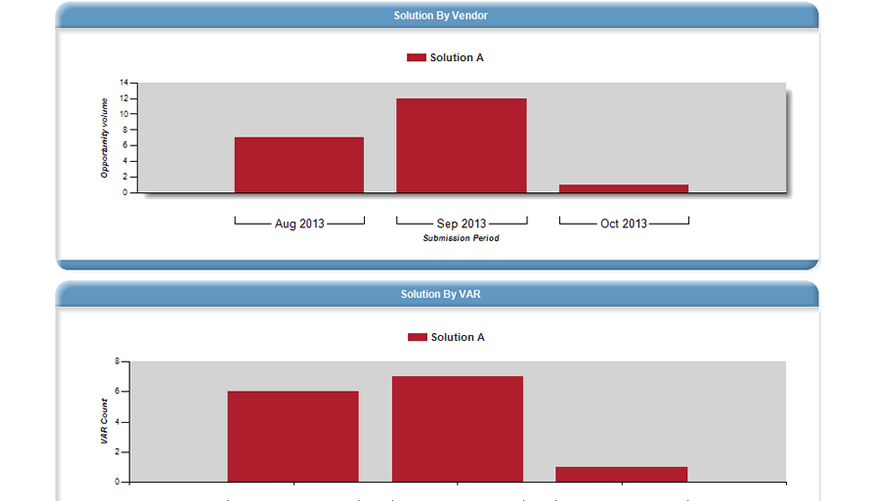 Solution By Vendor
Solution A
14
12
10
8
6
4
2
0
Opportunity volume
Aug 2013 Sep 2013 Oct 2013
Submission Period
Solution By VAR
Solution A
8
6
4
2
0
VAR Count